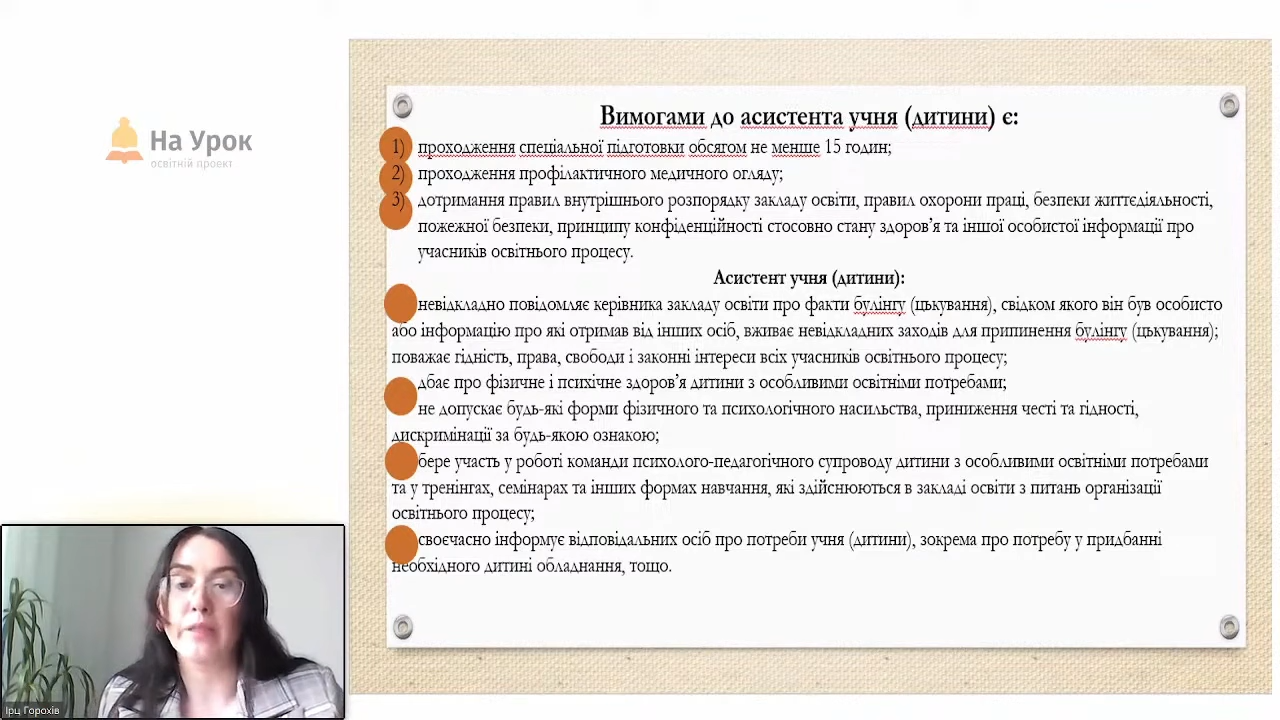 На Урок
освітній проект
Вимогами до асистента учня (дитини) є:
1) проходження спеціальної підготовки обсягом не менше 15 годин;
2) проходження профілактичного медичного огляду;
3) дотримання правил внутрішнього розпорядку закладу освіти, правил охорони праці, безпеки життєдіяльності,
пожежної безпеки, принципу конфіденційності стосовно стану здоров’я та іншої особистої інформації про
учасників освітнього процесу.
Асистент учня (дитини):
невідкладно повідомляє керівника закладу освіти про факти булінгу (цькування), свідком якого він був особисто
або інформацію про які отримав від інших осіб, вживає невідкладних заходів для припинення булінгу (цькування);
поважає гідність, права, свободи і законні інтереси всіх учасників освітнього процесу;
дбає про фізичне і психічне здоров’я дитини з особливими освітніми потребами;
не допускає будь-які форми фізичного та психологічного насильства, приниження честі та гідності,
дискримінації за будь-якою ознакою;
бере участь у роботі команди психолого-педагогічного супроводу дитини з особливими освітніми потребами
та у тренінгах, семінарах та інших формах навчання, які здійснюються в закладі освіти з питань організації
освітнього процесу;
своєчасно інформує відповідальних осіб про потреби учня (дитини), зокрема про потребу у придбанні
необхідного дитині обладнання, тощо.
Ірц Горохів